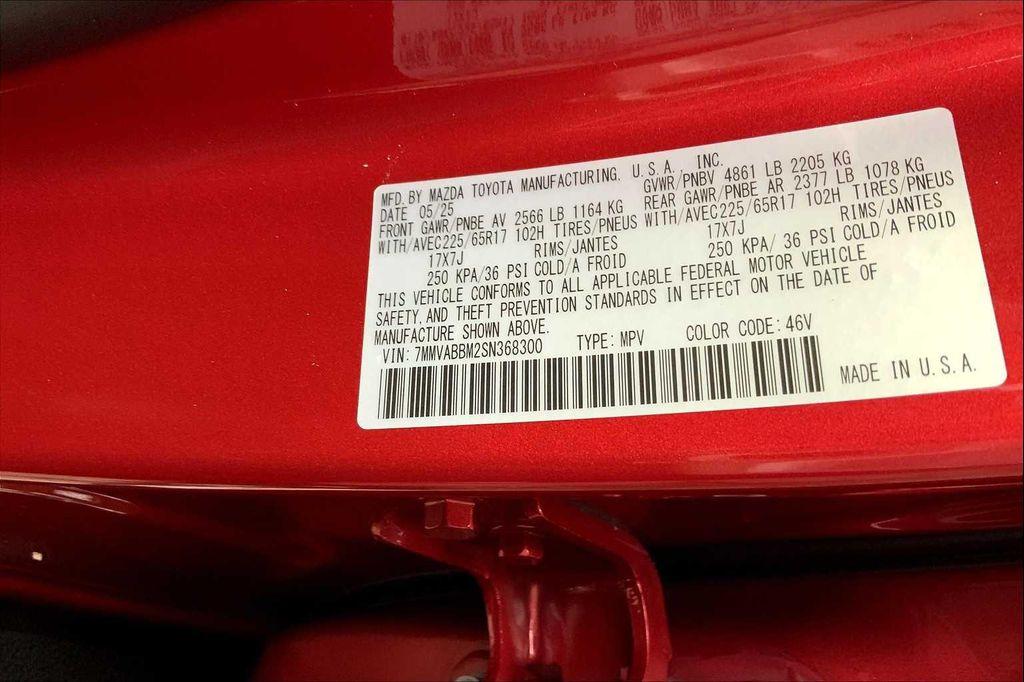 MFD. BY MAZDA TOYOTA MANUFACTURING, U.S.A., INC.
DATE 05/25 GVWR/PNBV 4861 LB 2205 KG
FRONT GAWR/PNBE AV 2566 LB 1164 KG REAR GAWR/PNBE AR 2377 LB 1078 KG
WITH/AVEC225/65R17 102H TIRES/PNEUS WITH/AVEC225/65R17 102H TIRES/PNEUS
17X7J RIMS/JANTES 17X7J RIMS/JANTES
250 KPA/36 PSI COLD/A FROID 250 KPA/ 36 PSI COLD/A FROID
THIS VEHICLE CONFORMS TO ALL APPLICABLE FEDERAL MOTOR VEHICLE
SAFETY, AND THEFT PREVENTION STANDARDS IN EFFECT ON THE DATE OF
MANUFACTURE SHOWN ABOVE.
VIN: 7MMVABBM2SN368300 TYPE: MPV COLOR CODE: 46V
MADE IN U.S.A.